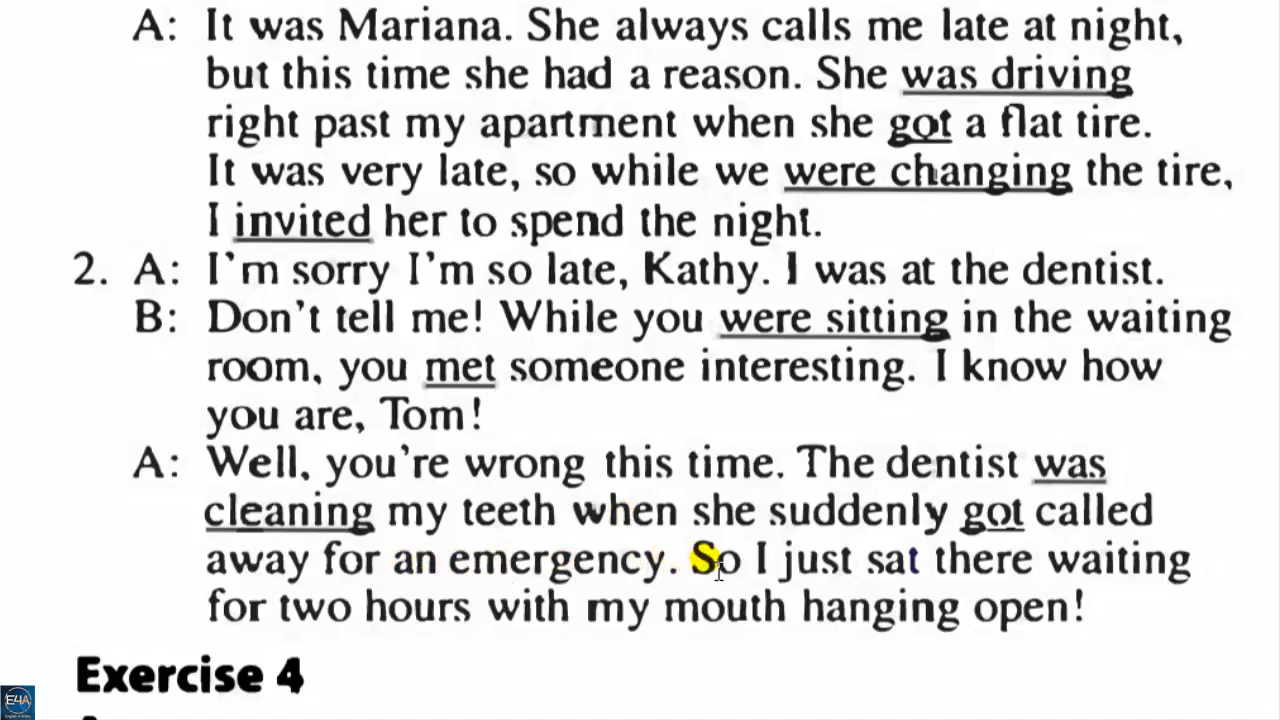 A: It was Mariana. She always calls me late at night,
but this time she had a reason. She was driving
right past my apartment when she got a flat tire.
It was very late, so while we were changing the tire,
I invited her to spend the night.
2. A: I'm sorry I'm so late, Kathy. I was at the dentist.
B: Don't tell me! While you were sitting in the waiting
room, you met someone interesting. I know how
you are, Tom!
A: Well, you're wrong this time. The dentist was
cleaning my teeth when she suddenly got called
away for an emergency. So I just sat there waiting
for two hours with my mouth hanging open!
Exercise 4
E4A